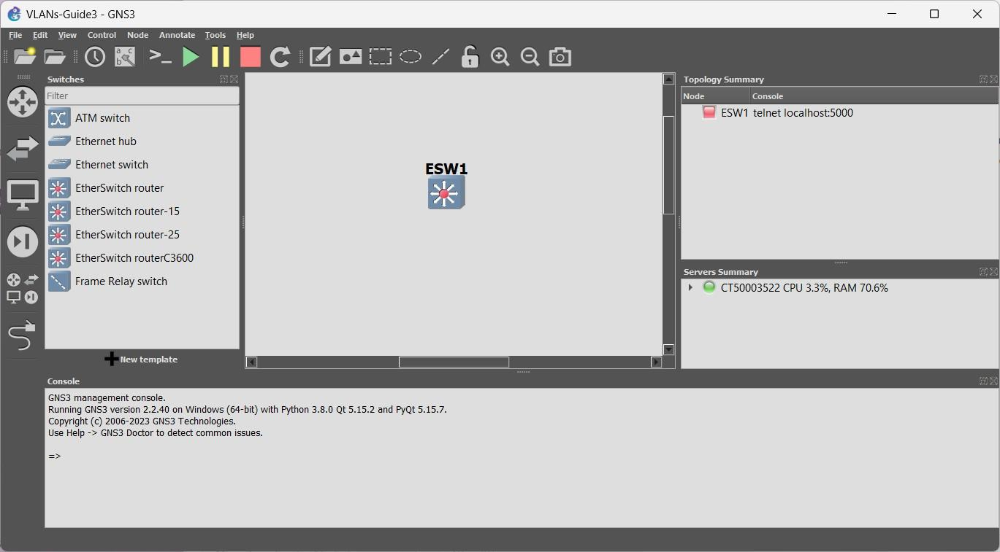 VLANs-Guide3 - GNS3
File Edit View Control Node Annotate Tools Help
a c
b
>_
Switches
Filter
ATM switch
Ethernet hub
Ethernet switch
EtherSwitch router
EtherSwitch router-15
EtherSwitch router-25
EtherSwitch routerC3600
Frame Relay switch
New template
ESW1
Topology Summary
Node Console
ESW1 telnet localhost:5000
Servers Summary
CT50003522 CPU 3.3%, RAM 70.6%
Console
GNS3 management console.
Running GNS3 version 2.2.40 on Windows (64-bit) with Python 3.8.0 Qt 5.15.2 and PyQt 5.15.7.
Copyright (c) 2006-2023 GNS3 Technologies.
Use Help -> GNS3 Doctor to detect common issues.
=>